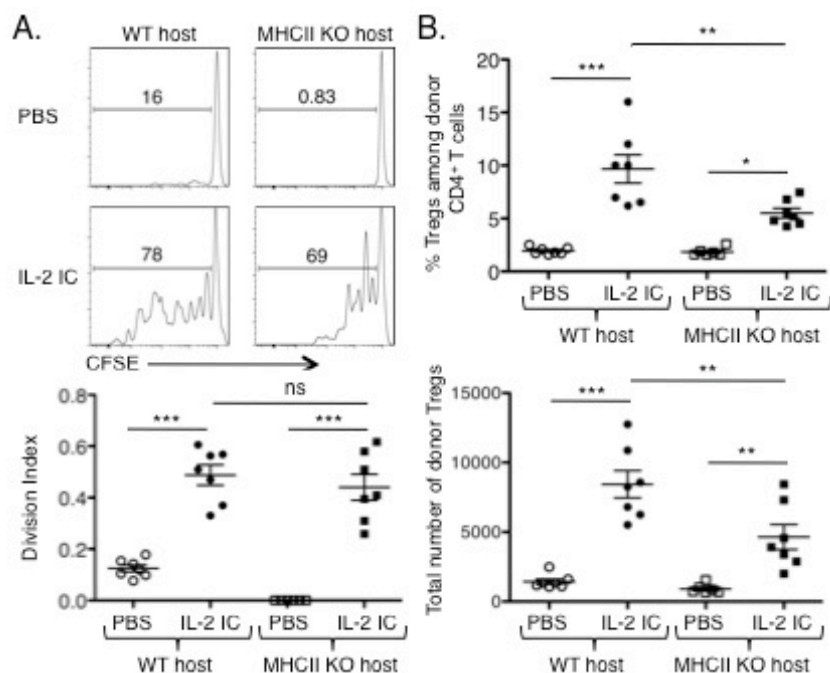 A.
WT host MHCII KO host
PBS
16 0.83
IL-2 IC
78 69
CFSE
Division Index
0.8
0.6
0.4
0.2
0.0
*** ns ***
PBS IL-2 IC PBS IL-2 IC
WT host MHCII KO host
B.
% Tregs among donor
CD4+ T cells
20
15
10
5
0
*** ** *
PBS IL-2 IC PBS IL-2 IC
WT host MHCII KO host
Total number of donor Tregs
15000
10000
5000
0
*** ** **
PBS IL-2 IC PBS IL-2 IC
WT host MHCII KO host